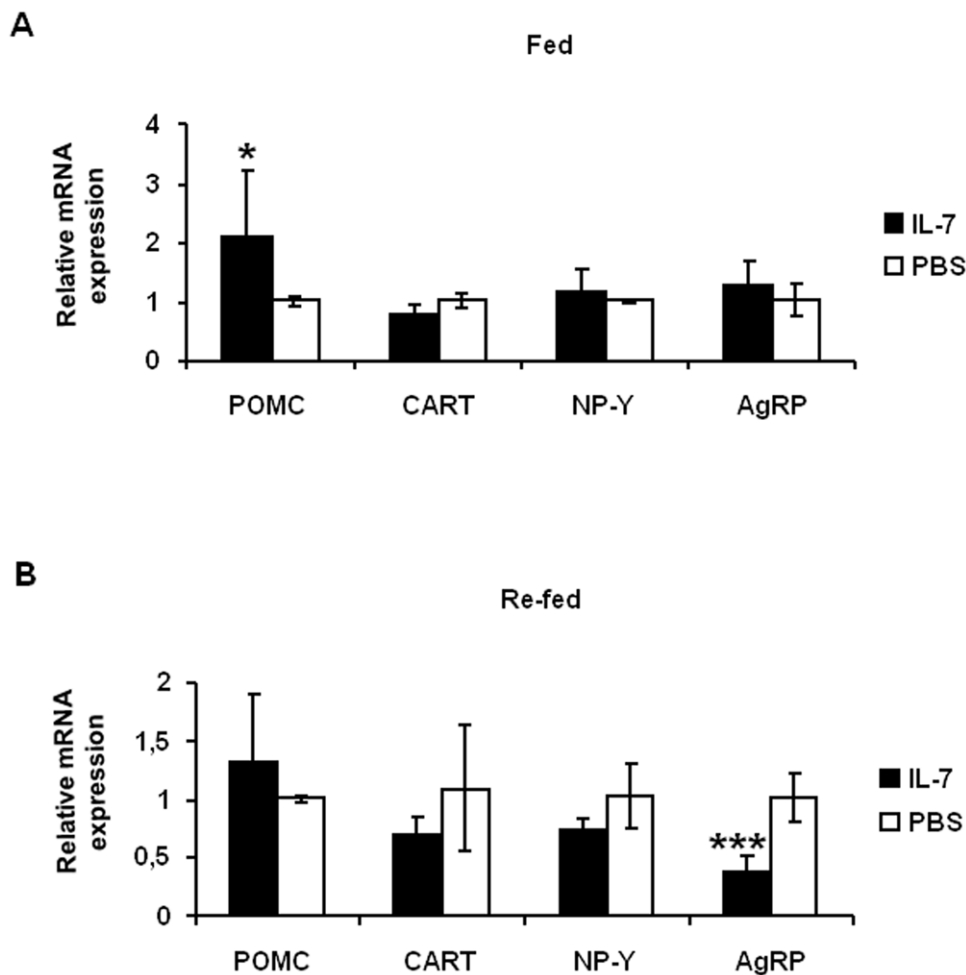 A
Fed
Relative mRNA
expression
4
3
2
1
0
*
POMC
CART
NP-Y
AgRP
IL-7
PBS
B
Re-fed
Relative mRNA
expression
2
1,5
1
0,5
0
***
POMC
CART
NP-Y
AgRP
IL-7
PBS